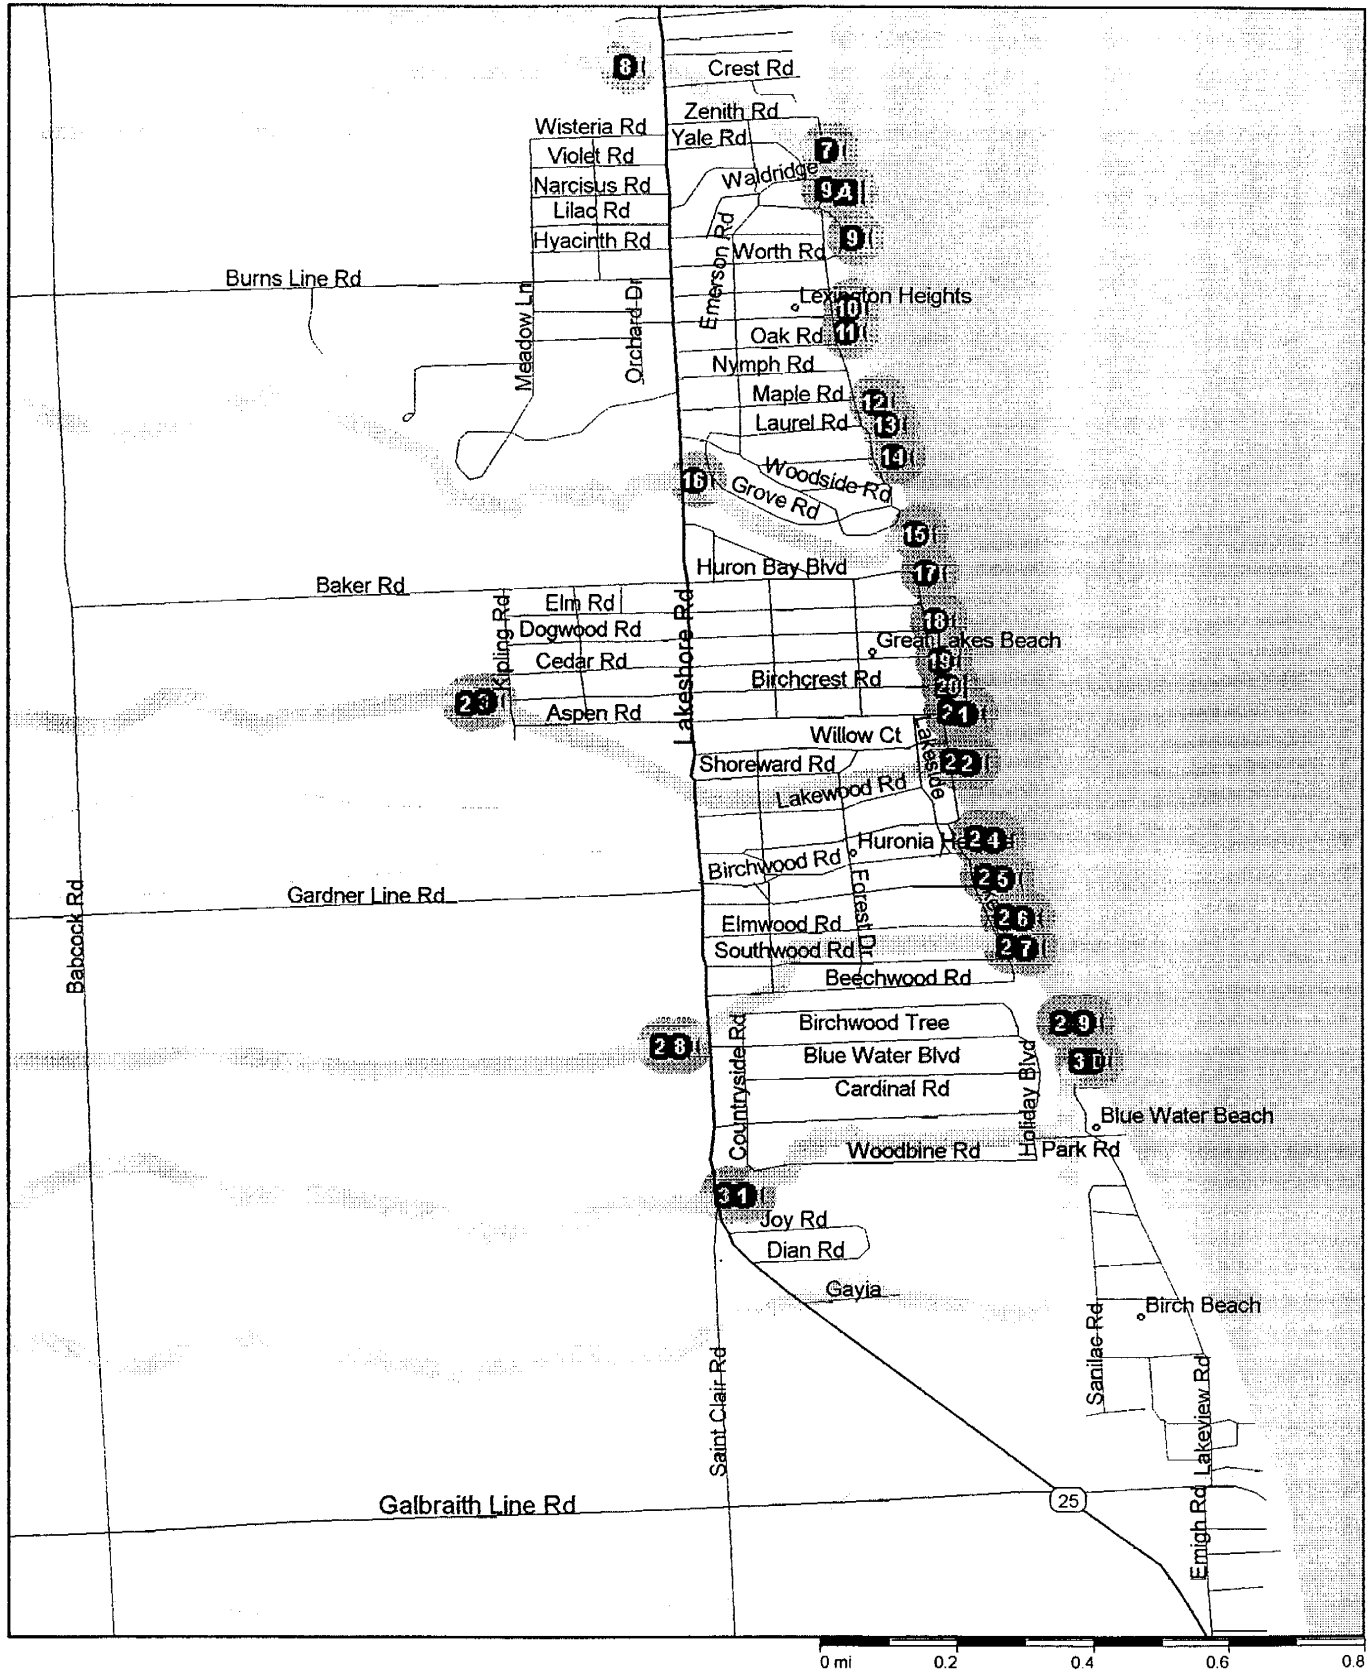 8
Crest Rd
Zenith Rd
Wisteria Rd
Yale Rd
7
Violet Rd
Waldridge
Narcisus Rd
9A
Lilac Rd
Hyacinth Rd
Emerson Rd
9
Worth Rd
Burns Line Rd
Meadow Ln
Orchard Dr
Lexington Heights
10
11
Oak Rd
Nymph Rd
Maple Rd
12
Laurel Rd
13
14
Woodside Rd
16
Grove Rd
15
Huron Bay Blvd
17
Baker Rd
Elm Rd
Kipling Rd
Lakeshore Rd
18
Dogwood Rd
Great Lakes Beach
Cedar Rd
19
Birchcrest Rd
20
23
Aspen Rd
21
Willow Ct
Lakeside
Shoreward Rd
22
Lakewood Rd
Huronia
24
Birchwood Rd
25
Gardner Line Rd
Forest Dr
Babcock Rd
26
Elmwood Rd
27
Southwood Rd
Beechwood Rd
Birchwood Tree
29
28
Countryside Rd
Blue Water Blvd
Holiday Blvd
Cardinal Rd
Blue Water Beach
Woodbine Rd
Park Rd
31
Joy Rd
Dian Rd
Gayia
Birch Beach
Sanilac Rd
Saint Clair Rd
Lakeview Rd
Galbraith Line Rd
25
Emigh Rd
0 mi 0.2 0.4 0.6 0.8